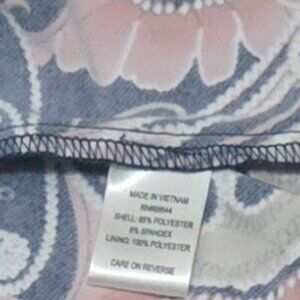 MADE IN VIETNAM
SHELL: 95% POLYESTER
5% SPANDEX
LINING: 100% POLYESTER
CARE ON REVERSE